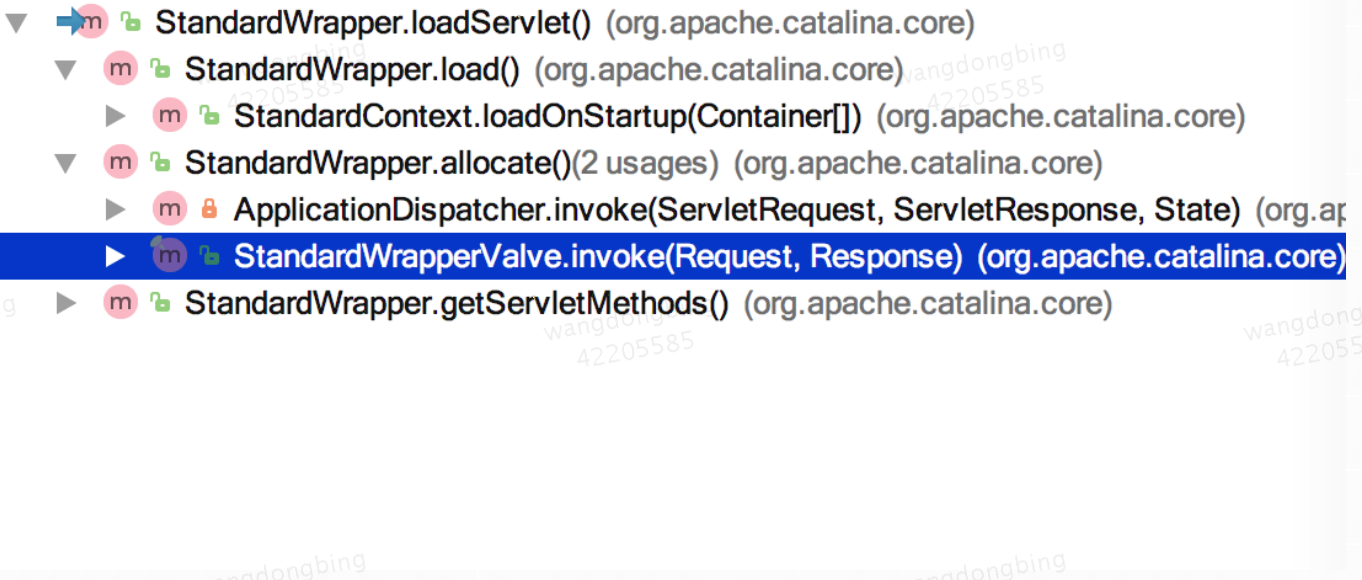 StandardWrapper.loadServlet() (org.apache.catalina.core)
wangdongbing
42205585
StandardWrapper.load() (org.apache.catalina.core)
wangdongbing
42205585
m StandardContext.loadOnStartup(Container[]) (org.apache.catalina.core)
m StandardWrapper.allocate()(2 usages) (org.apache.catalina.core)
m ApplicationDispatcher.invoke(ServletRequest, ServletResponse, State) (org.ap
m StandardWrapperValve.invoke(Request, Response) (org.apache.catalina.core)
m StandardWrapper.getServletMethods() (org.apache.catalina.core)
wangdongbing
42205585
wangdong
42205